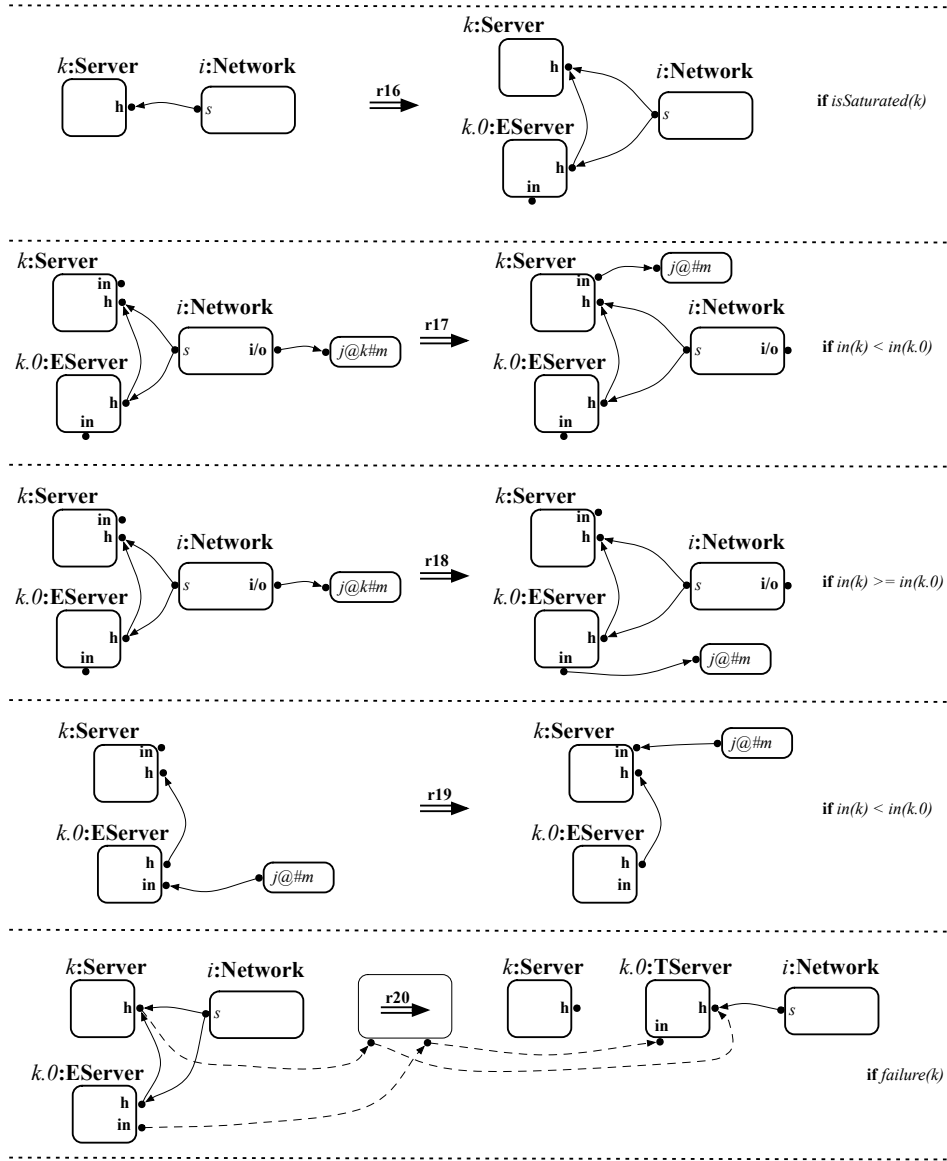 k:Server
i:Network
h
s
r16
k:Server
h
i:Network
s
k.0:EServer
h
in
if isSaturated(k)
k:Server
in
h
i:Network
s
i/o
j@k#m
k.0:EServer
h
in
r17
k:Server
in
h
j@#m
i:Network
s
i/o
k.0:EServer
h
in
if in(k) < in(k.0)
k:Server
in
h
i:Network
s
i/o
j@k#m
k.0:EServer
h
in
r18
k:Server
in
h
i:Network
s
i/o
k.0:EServer
h
in
j@#m
if in(k) >= in(k.0)
k:Server
in
h
k.0:EServer
h
in
j@#m
r19
k:Server
in
h
j@#m
k.0:EServer
h
in
if in(k) < in(k.0)
k:Server
h
i:Network
s
k.0:EServer
h
in
r20
k:Server
h
k.0:TServer
h
in
i:Network
s
if failure(k)